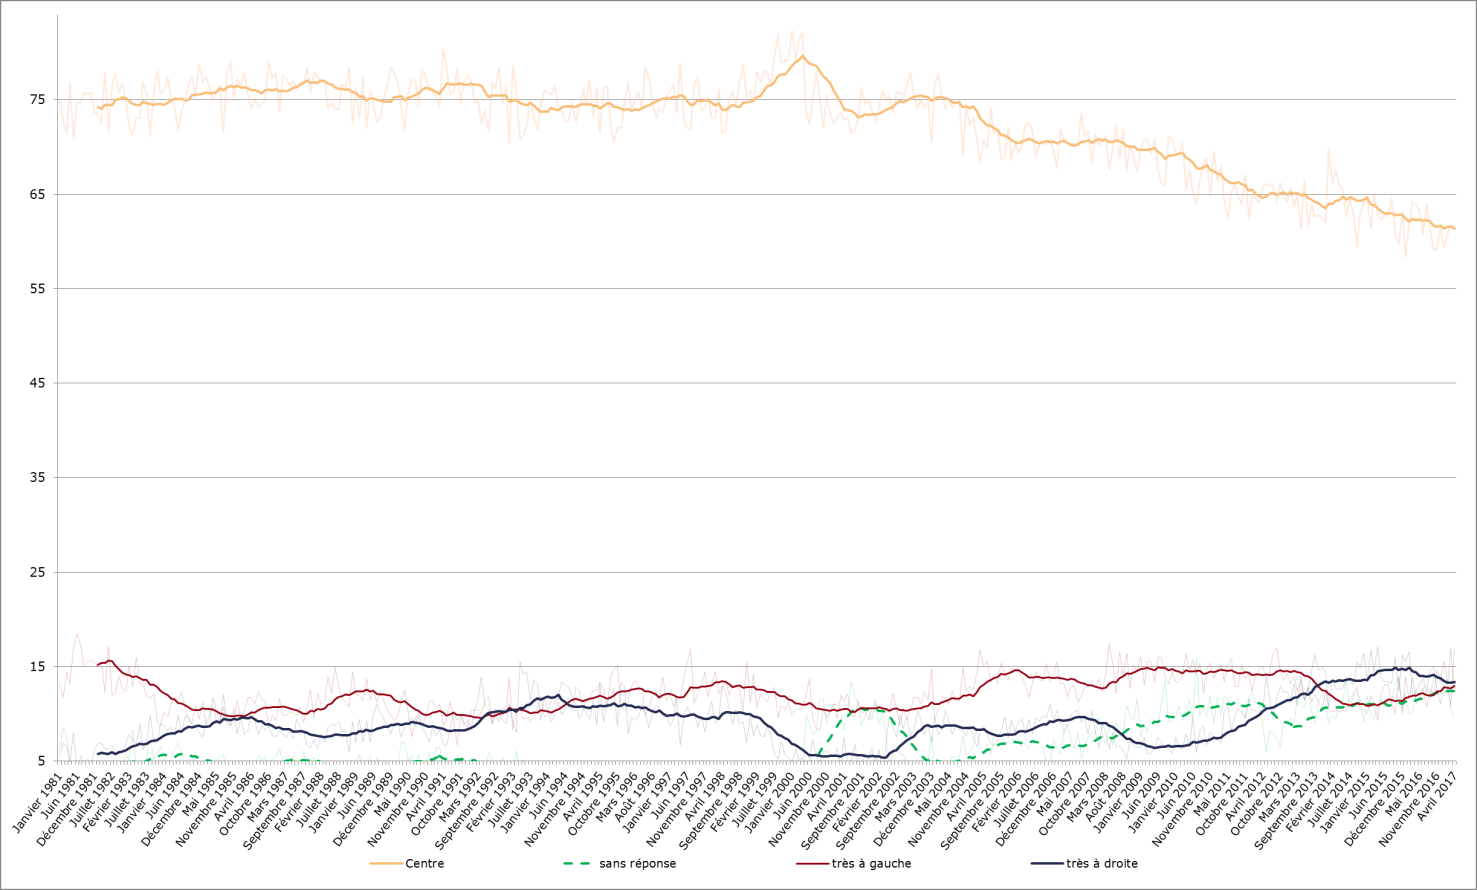 75
65
55
45
35
25
15
5
Janvier 1981
Juin 1981
Décembre 1981
Juillet 1982
Février 1983
Juillet 1983
Janvier 1984
Juin 1984
Décembre 1984
Mai 1985
Novembre 1985
Avril 1986
Octobre 1986
Mars 1987
Septembre 1987
Février 1988
Juillet 1988
Janvier 1989
Juin 1989
Décembre 1989
Mai 1990
Novembre 1990
Avril 1991
Octobre 1991
Mars 1992
Septembre 1992
Février 1993
Juillet 1993
Janvier 1994
Juin 1994
Novembre 1994
Avril 1995
Octobre 1995
Mars 1996
Août 1996
Janvier 1997
Juin 1997
Novembre 1997
Avril 1998
Septembre 1998
Février 1999
Juillet 1999
Janvier 2000
Juin 2000
Novembre 2000
Avril 2001
Septembre 2001
Février 2002
Septembre 2002
Mars 2003
Décembre 2003
Mai 2004
Novembre 2004
Avril 2005
Septembre 2005
Février 2006
Juillet 2006
Décembre 2006
Mai 2007
Octobre 2007
Mars 2008
Août 2008
Janvier 2009
Juin 2009
Janvier 2010
Juin 2010
Novembre 2010
Mai 2011
Octobre 2011
Avril 2012
Octobre 2012
Mars 2013
Septembre 2013
Février 2014
Juillet 2014
Janvier 2015
Juin 2015
Décembre 2015
Mai 2016
Novembre 2016
Avril 2017
Centre
sans réponse
très à gauche
très à droite